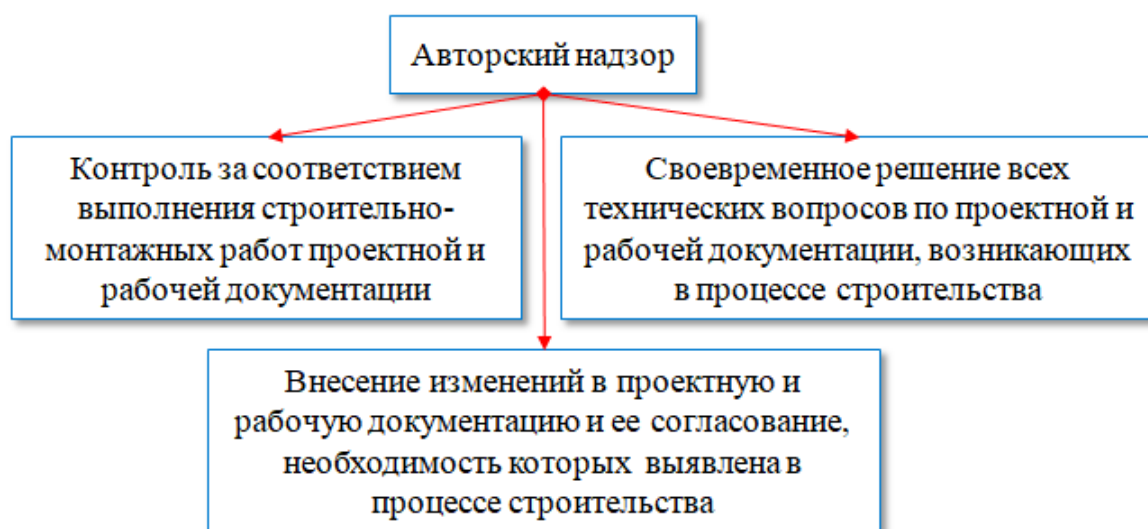 Авторский надзор
Контроль за соответствием
выполнения строительно-
монтажных работ проектной и
рабочей документации
Своевременное решение всех
технических вопросов по проектной и
рабочей документации, возникающих
в процессе строительства
Внесение изменений в проектную и
рабочую документацию и ее согласование,
необходимость которых выявлена в
процессе строительства